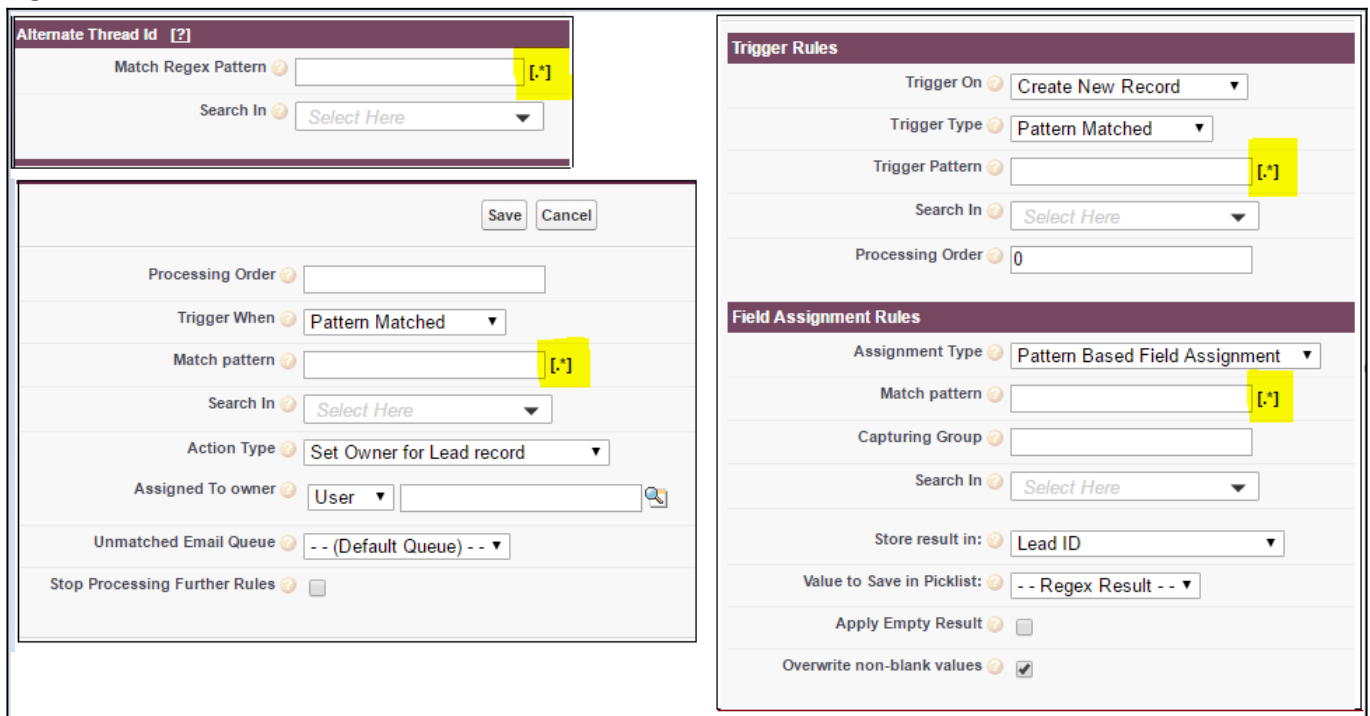 Alternate Thread Id [?]
Match Regex Pattern ? [.*]
Search In ? Select Here
Save Cancel
Processing Order ?
Trigger When ? Pattern Matched
Match pattern ? [.*]
Search In ? Select Here
Action Type ? Set Owner for Lead record
Assigned To owner ? User
Unmatched Email Queue ? - - (Default Queue) - -
Stop Processing Further Rules ?
Trigger Rules
Trigger On ? Create New Record
Trigger Type ? Pattern Matched
Trigger Pattern ? [.*]
Search In ? Select Here
Processing Order ? 0
Field Assignment Rules
Assignment Type ? Pattern Based Field Assignment
Match pattern ? [.*]
Capturing Group ?
Search In ? Select Here
Store result in: ? Lead ID
Value to Save in Picklist: ? - - Regex Result - -
Apply Empty Result ?
Overwrite non-blank values ?